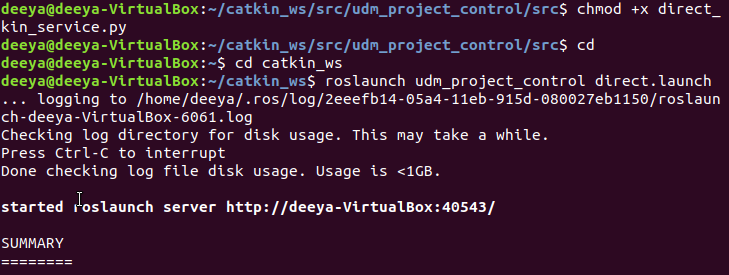 deeya@deeya-VirtualBox:~/catkin_ws/src/udm_project_control/src$ chmod +x direct_
kin_service.py
deeya@deeya-VirtualBox:~/catkin_ws/src/udm_project_control/src$ cd
deeya@deeya-VirtualBox:~$ cd catkin_ws
deeya@deeya-VirtualBox:~/catkin_ws$ roslaunch udm_project_control direct.launch
... logging to /home/deeya/.ros/log/2eeefb14-05a4-11eb-915d-080027eb1150/roslaun
ch-deeya-VirtualBox-6061.log
Checking log directory for disk usage. This may take a while.
Press Ctrl-C to interrupt
Done checking log file disk usage. Usage is <1GB.
started roslaunch server http://deeya-VirtualBox:40543/
SUMMARY
========